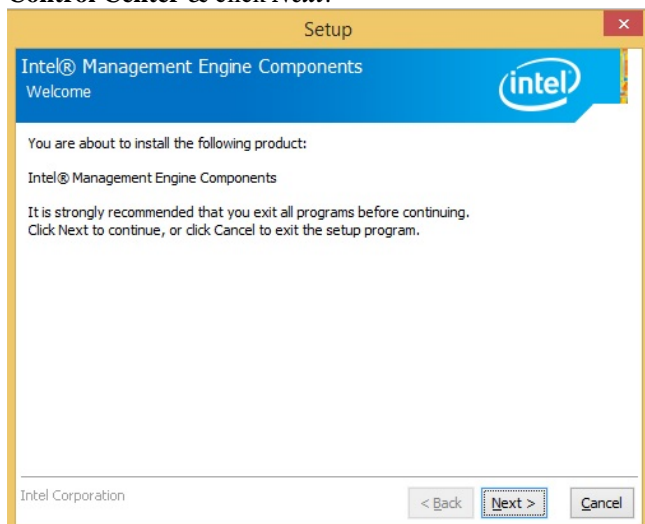 Control Center & click Next.
Setup
Intel® Management Engine Components
Welcome
intel
You are about to install the following product:
Intel® Management Engine Components
It is strongly recommended that you exit all programs before continuing.
Click Next to continue, or click Cancel to exit the setup program.
Intel Corporation
< Back Next > Cancel